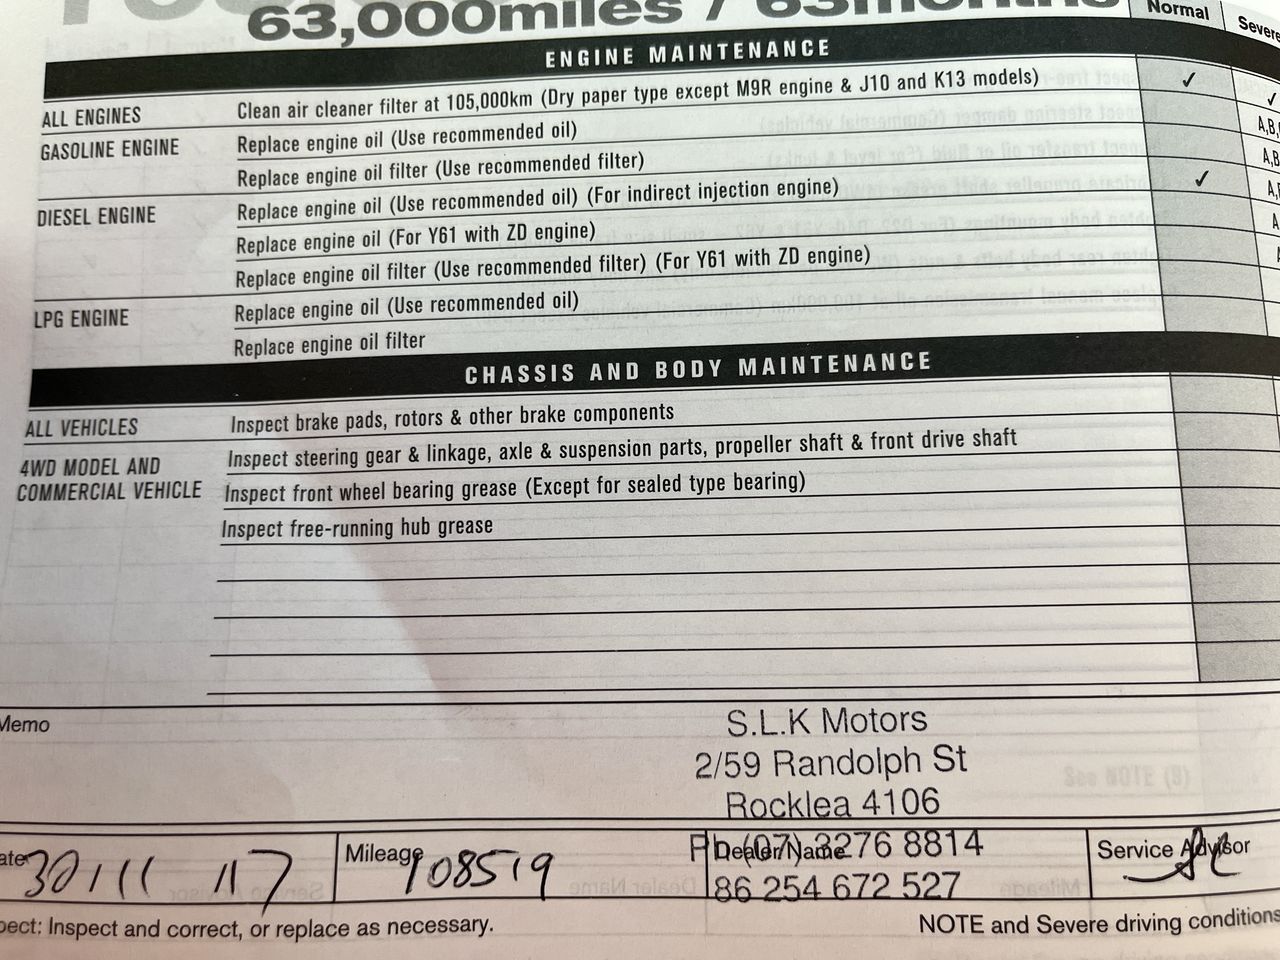 63,000miles / 63months
Normal
Severe
ENGINE MAINTENANCE
ALL ENGINES Clean air cleaner filter at 105,000km (Dry paper type except M9R engine & J10 and K13 models) ✓ ✓
GASOLINE ENGINE Replace engine oil (Use recommended oil)
Replace engine oil filter (Use recommended filter)
DIESEL ENGINE Replace engine oil (Use recommended oil) (For indirect injection engine) ✓
Replace engine oil (For Y61 with ZD engine)
Replace engine oil filter (Use recommended filter) (For Y61 with ZD engine)
LPG ENGINE Replace engine oil (Use recommended oil)
Replace engine oil filter
CHASSIS AND BODY MAINTENANCE
ALL VEHICLES Inspect brake pads, rotors & other brake components
4WD MODEL AND COMMERCIAL VEHICLE Inspect steering gear & linkage, axle & suspension parts, propeller shaft & front drive shaft
Inspect front wheel bearing grease (Except for sealed type bearing)
Inspect free-running hub grease
Memo
S.L.K Motors
2/59 Randolph St
Rocklea 4106
Ph (07) 3276 8814
86 254 672 527
ate 30/11/17
Mileage 108519
Dealer Name
Service Advisor
pect: Inspect and correct, or replace as necessary.
NOTE and Severe driving conditions